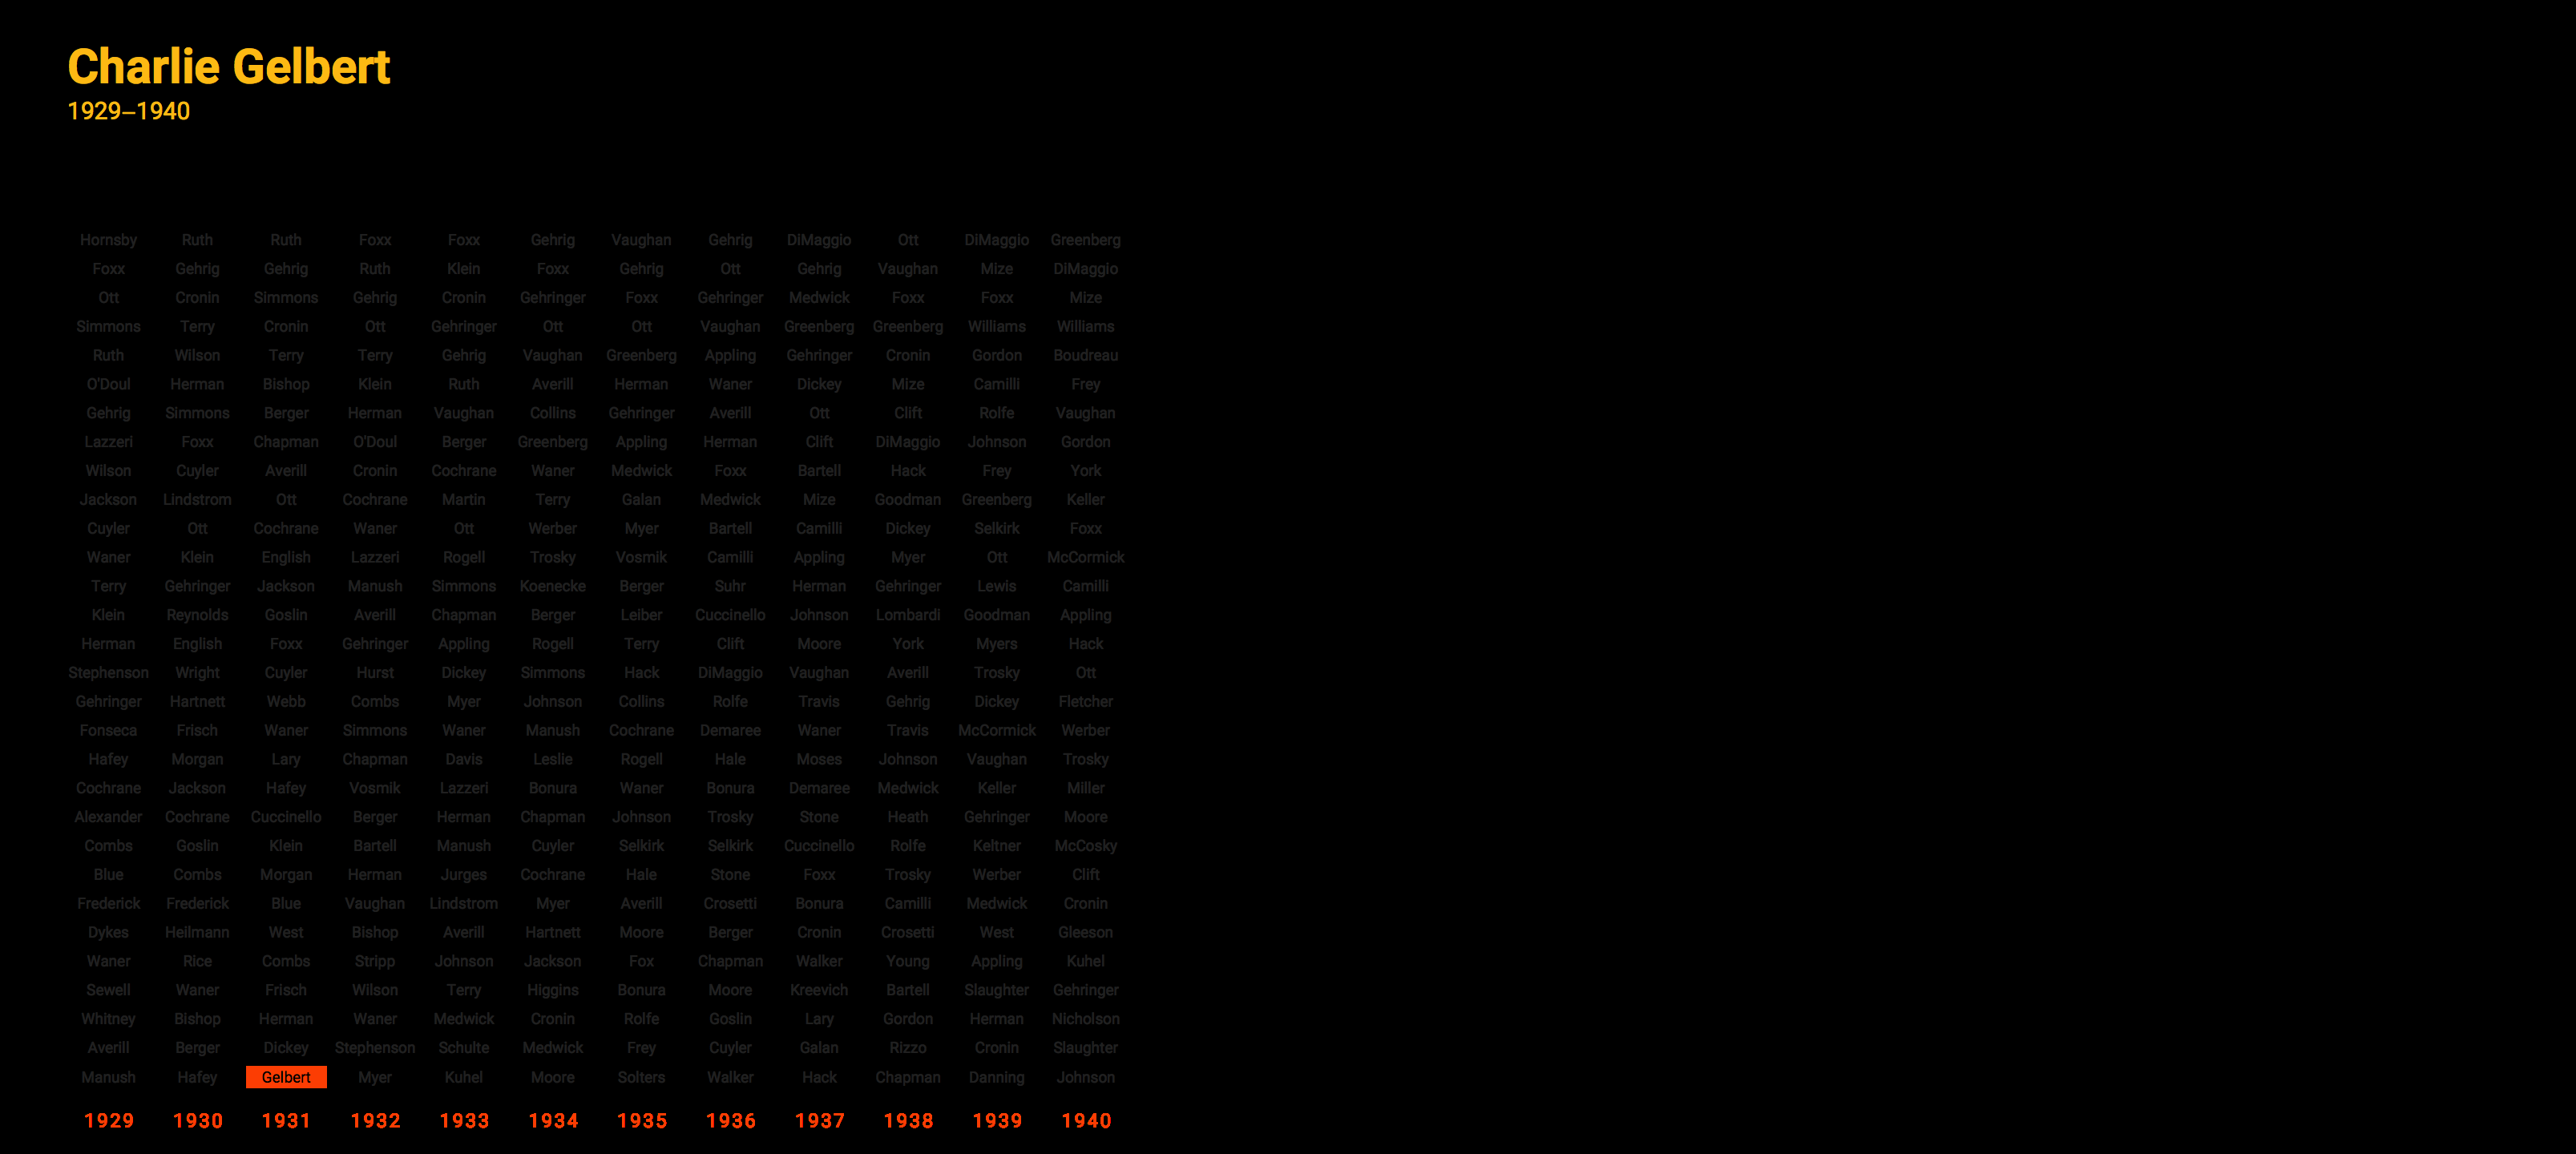 Charlie Gelbert
1929–1940
Hornsby Ruth Ruth Foxx Foxx Gehrig Vaughan Gehrig DiMaggio Ott DiMaggio Greenberg
Foxx Gehrig Gehrig Ruth Klein Foxx Gehrig Ott Gehrig Vaughan Mize DiMaggio
Ott Cronin Simmons Gehrig Cronin Gehringer Foxx Gehringer Medwick Foxx Foxx Mize
Simmons Terry Cronin Ott Gehringer Ott Ott Vaughan Greenberg Greenberg Williams Williams
Ruth Wilson Terry Terry Gehrig Vaughan Greenberg Appling Gehringer Cronin Gordon Boudreau
O'Doul Herman Bishop Klein Ruth Averill Herman Waner Dickey Mize Camilli Frey
Gehrig Simmons Berger Herman Vaughan Collins Gehringer Averill Ott Clift Rolfe Vaughan
Lazzeri Foxx Chapman O'Doul Berger Greenberg Appling Herman Clift DiMaggio Johnson Gordon
Wilson Cuyler Averill Cronin Cochrane Waner Medwick Foxx Bartell Hack Frey York
Jackson Lindstrom Ott Cochrane Martin Terry Galan Medwick Mize Goodman Greenberg Keller
Cuyler Ott Cochrane Waner Ott Werber Myer Bartell Camilli Dickey Selkirk Foxx
Waner Klein English Lazzeri Rogell Trosky Vosmik Camilli Appling Myer Ott McCormick
Terry Gehringer Jackson Manush Simmons Koenecke Berger Suhr Herman Gehringer Lewis Camilli
Klein Reynolds Goslin Averill Chapman Berger Leiber Cuccinello Johnson Lombardi Goodman Appling
Herman English Foxx Gehringer Appling Rogell Terry Clift Moore York Myers Hack
Stephenson Wright Cuyler Hurst Dickey Simmons Hack DiMaggio Vaughan Averill Trosky Ott
Gehringer Hartnett Webb Combs Myer Johnson Collins Rolfe Travis Gehrig Dickey Fletcher
Fonseca Frisch Waner Simmons Waner Manush Cochrane Demaree Waner Travis McCormick Werber
Hafey Morgan Lary Chapman Davis Leslie Rogell Hale Moses Johnson Vaughan Trosky
Cochrane Jackson Hafey Vosmik Lazzeri Bonura Waner Bonura Demaree Medwick Keller Miller
Alexander Cochrane Cuccinello Berger Herman Chapman Johnson Trosky Stone Heath Gehringer Moore
Combs Goslin Klein Bartell Manush Cuyler Selkirk Selkirk Cuccinello Rolfe Keltner McCosky
Blue Combs Morgan Herman Jurges Cochrane Hale Stone Foxx Trosky Werber Clift
Frederick Frederick Blue Vaughan Lindstrom Myer Averill Crosetti Bonura Camilli Medwick Cronin
Dykes Heilmann West Bishop Averill Hartnett Moore Berger Cronin Crosetti West Gleeson
Waner Rice Combs Stripp Johnson Jackson Fox Chapman Walker Young Appling Kuhel
Sewell Waner Frisch Wilson Terry Higgins Bonura Moore Kreevich Bartell Slaughter Gehringer
Whitney Bishop Herman Waner Medwick Cronin Rolfe Goslin Lary Gordon Herman Nicholson
Averill Berger Dickey Stephenson Schulte Medwick Frey Cuyler Galan Rizzo Cronin Slaughter
Manush Hafey Gelbert Myer Kuhel Moore Solters Walker Hack Chapman Danning Johnson
1929 1930 1931 1932 1933 1934 1935 1936 1937 1938 1939 1940